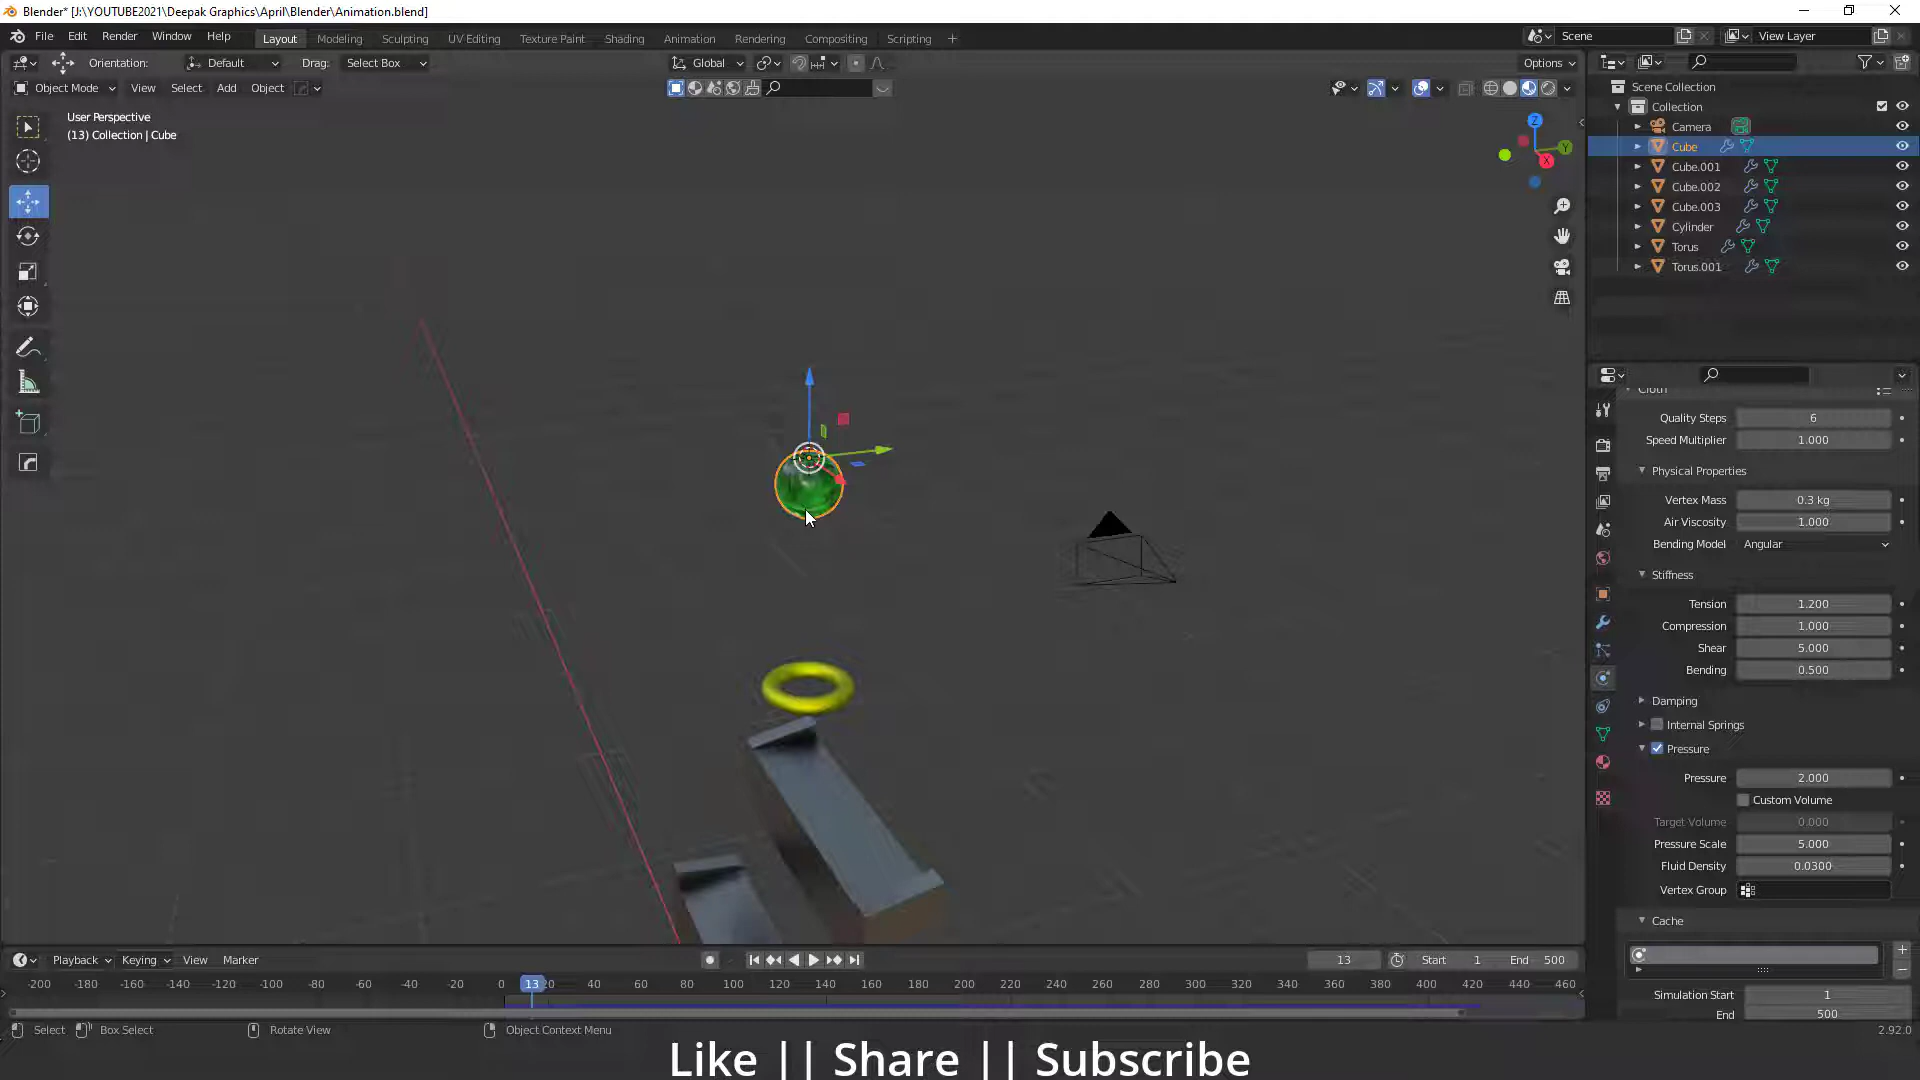 Blender* [J:\YOUTUBE2021\Deepak Graphics\April\Blender\Animation.blend]
File Edit Render Window Help Layout Modeling Sculpting UV Editing Texture Paint Shading Animation Rendering Compositing Scripting + Scene View Layer
Orientation: Default Drag: Select Box Global Options
Object Mode View Select Add Object
User Perspective
(13) Collection | Cube
Z
Y
X
Scene Collection
Collection
Camera
Cube
Cube.001
Cube.002
Cube.003
Cylinder
Torus
Torus.001
Cloth
Quality Steps 6
Speed Multiplier 1.000
Physical Properties
Vertex Mass 0.3 kg
Air Viscosity 1.000
Bending Model Angular
Stiffness
Tension 1.200
Compression 1.000
Shear 5.000
Bending 0.500
Damping
Internal Springs
Pressure
Pressure 2.000
Custom Volume
Target Volume 0.000
Pressure Scale 5.000
Fluid Density 0.0300
Vertex Group
Cache
Simulation Start 1
End 500
Playback Keying View Marker 13 Start 1 End 500
-200 -180 -160 -140 -120 -100 -80 -60 -40 -20 0 13 20 40 60 80 100 120 140 160 180 200 220 240 260 280 300 320 340 360 380 400 420 440 460
Select Box Select Rotate View Object Context Menu 2.92.0
Like || Share || Subscribe